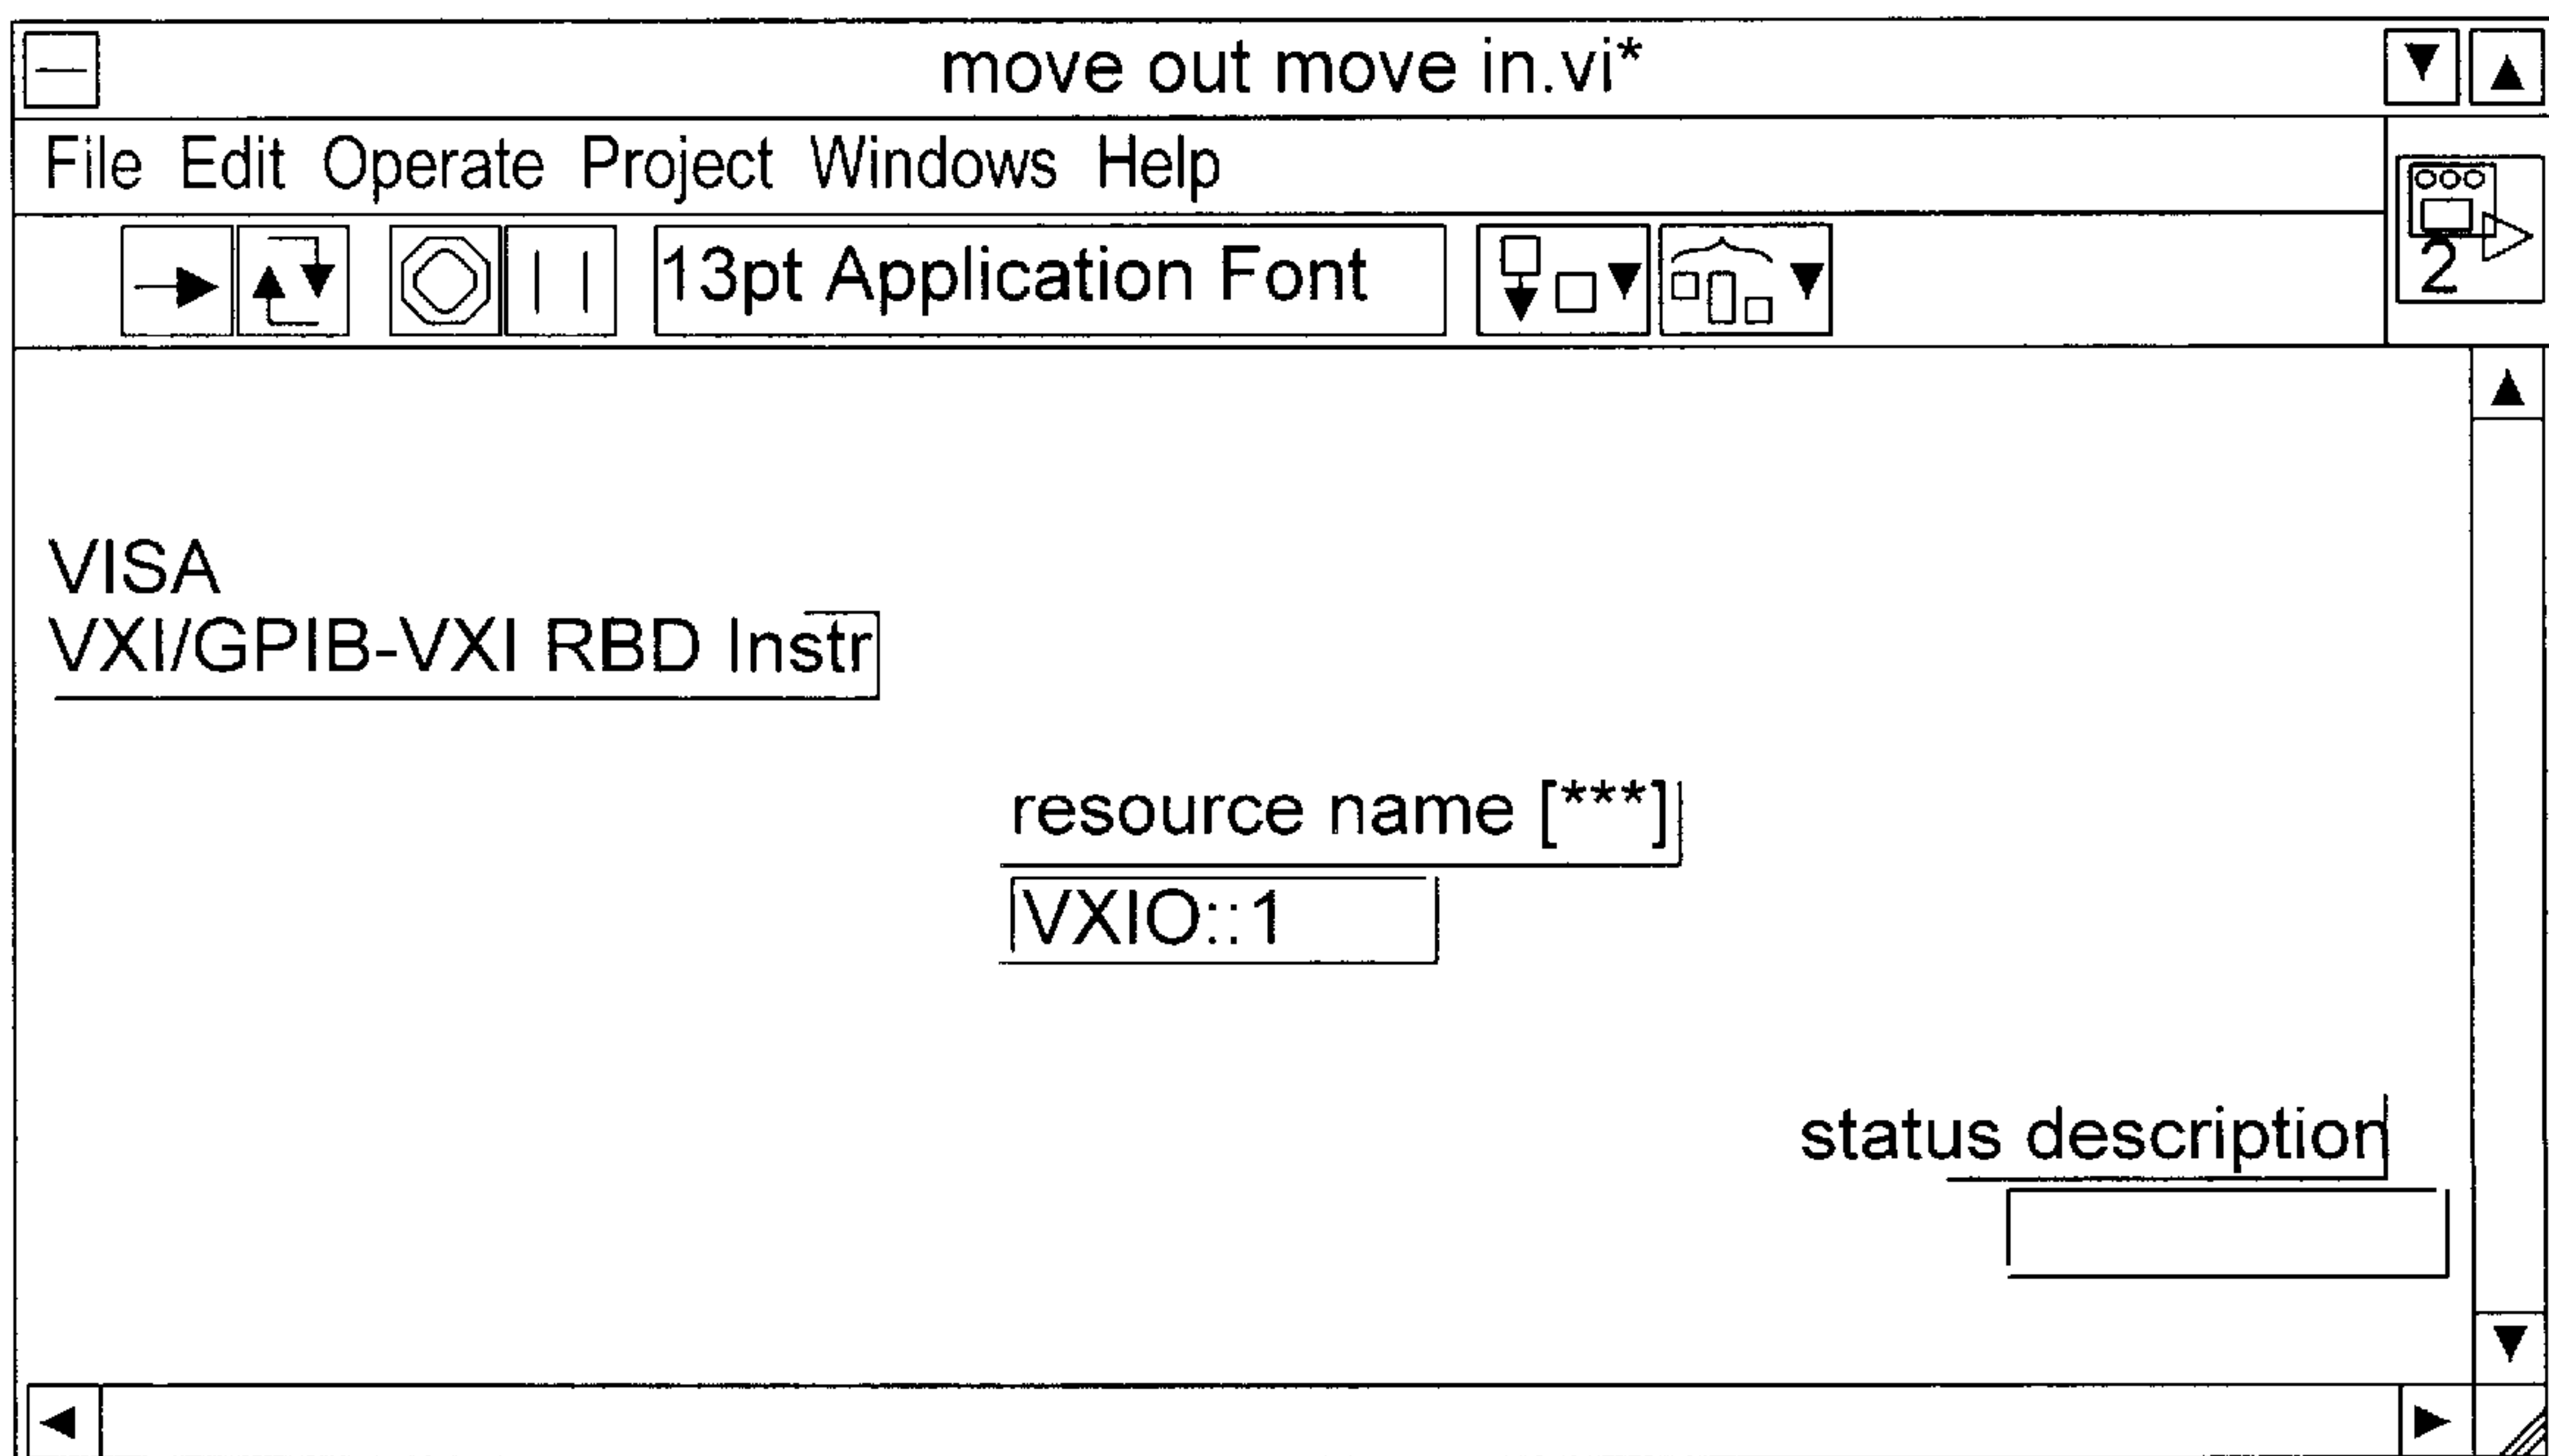 move out move in.vi*
File Edit Operate Project Windows Help
13pt Application Font
2
VISA
VXI/GPIB-VXI RBD Instr
resource name [***]
VXIO::1
status description